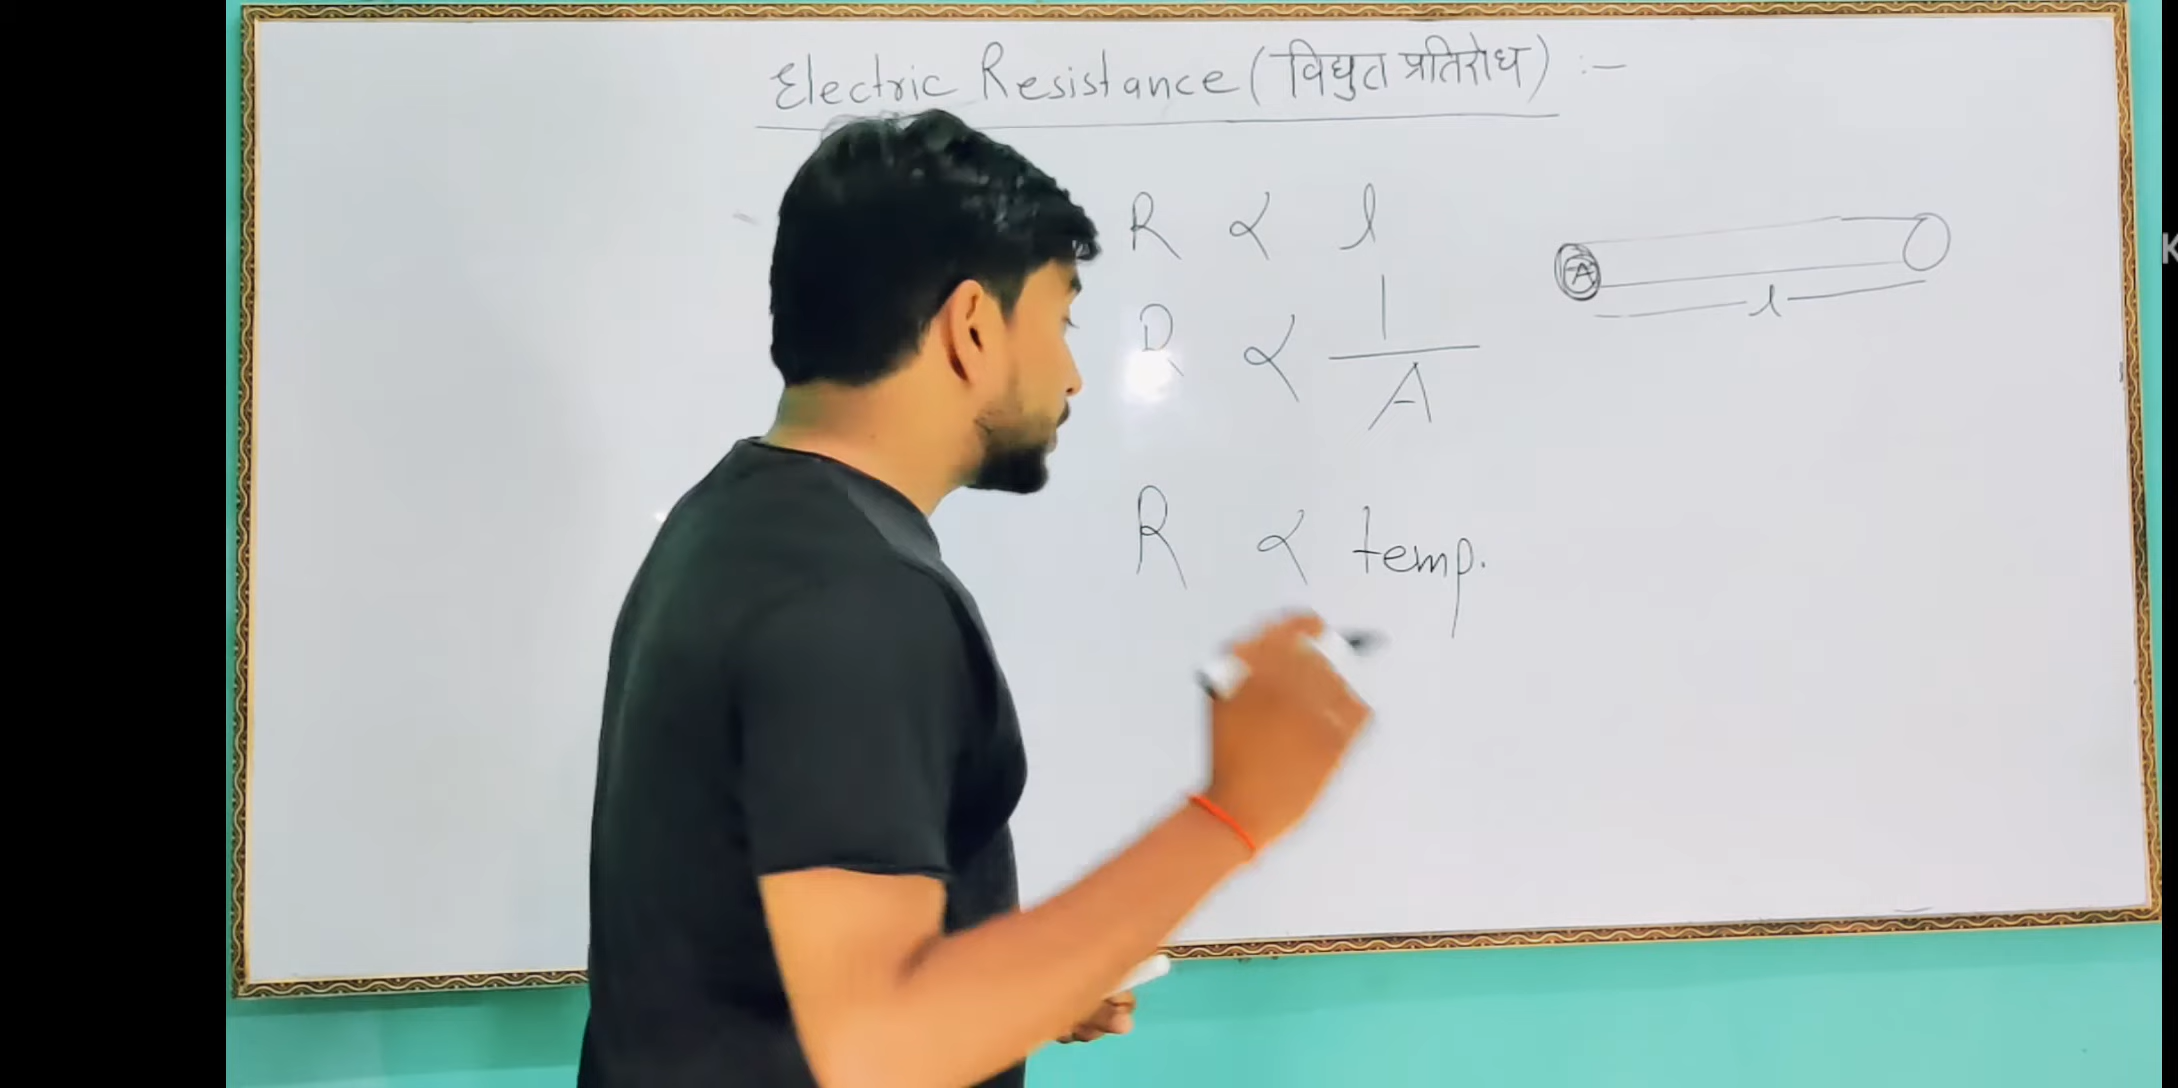 Electric Resistance (विद्युत प्रतिरोध) :-
R ∝ l
R ∝ 1/A
R ∝ temp.
A
l
K